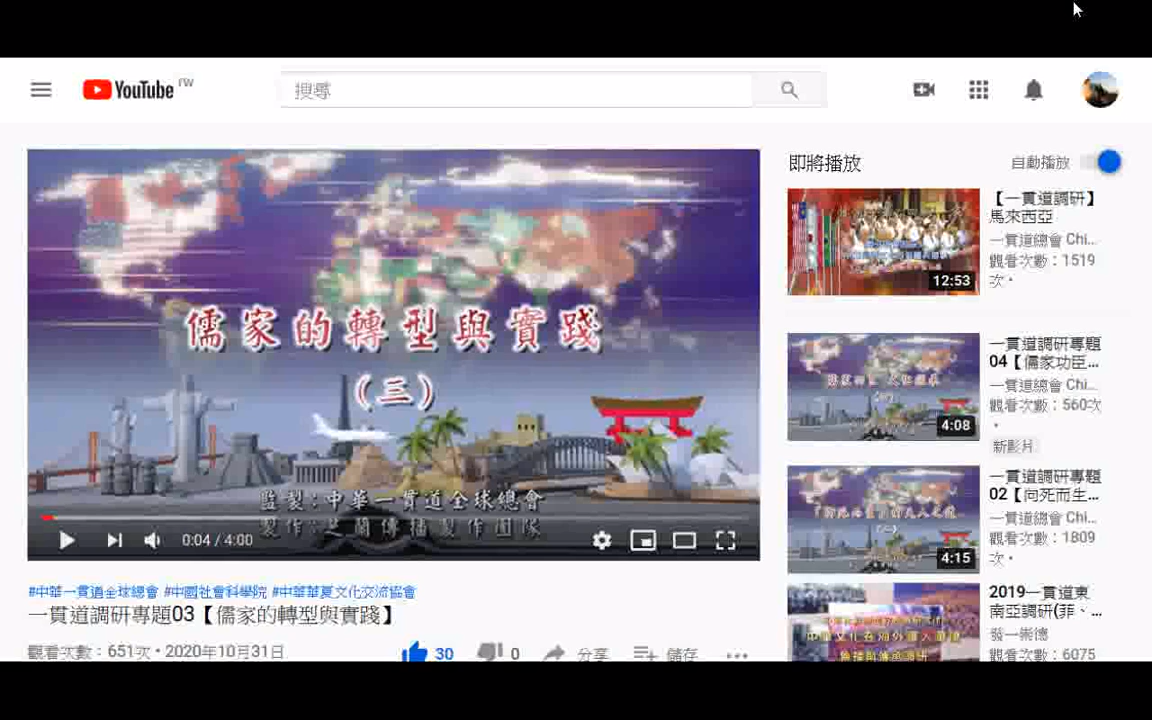 YouTube TW
搜尋
儒家的轉型與實踐
（三）
監製：中華一貫道全球總會
製作：芝蘭傳播製作團隊
0:04 / 4:00
#中華一貫道全球總會 #中國社會科學院 #中華華夏文化交流協會
一貫道調研專題03【儒家的轉型與實踐】
觀看次數：651次 • 2020年10月31日
30
0
分享
儲存
即將播放
自動播放
12:53
【一貫道調研】
馬來西亞
一貫道總會 Chi...
觀看次數：1519
次 •
4:08
一貫道調研專題
04【儒家功臣...
一貫道總會 Chi...
觀看次數：560次
•
新影片
4:15
一貫道調研專題
02【向死而生...
一貫道總會 Chi...
觀看次數：1809
次 •
2019一貫道東
南亞調研(菲、...
發一崇德
觀看次數：6075